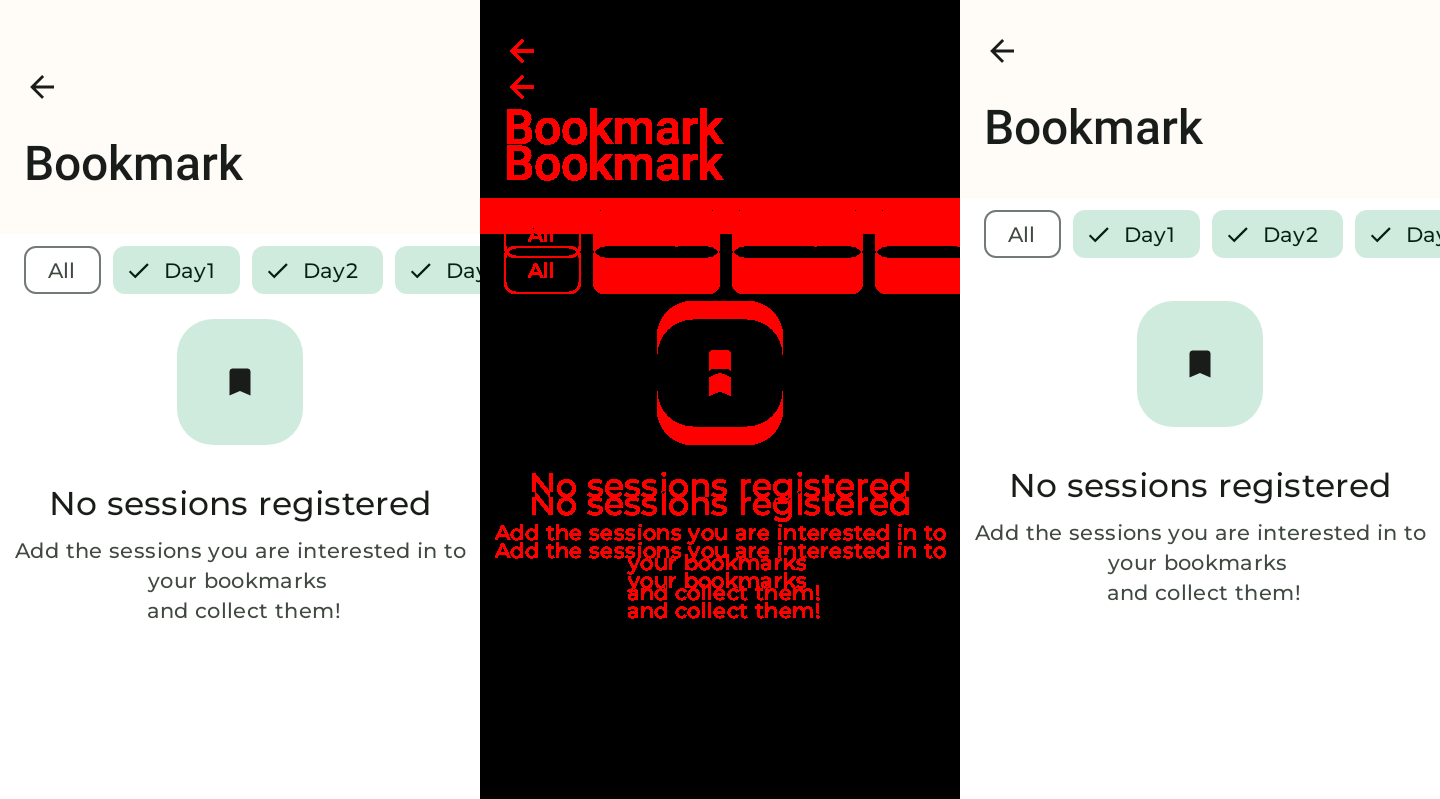 Bookmark
All Day1 Day2 Day
No sessions registered
Add the sessions you are interested in to
your bookmarks
and collect them!
Bookmark
Bookmark
All
All
No sessions registered
No sessions registered
Add the sessions you are interested in to
Add the sessions you are interested in to
your bookmarks
your bookmarks
and collect them!
and collect them!
Bookmark
All Day1 Day2 Day
No sessions registered
Add the sessions you are interested in to
your bookmarks
and collect them!